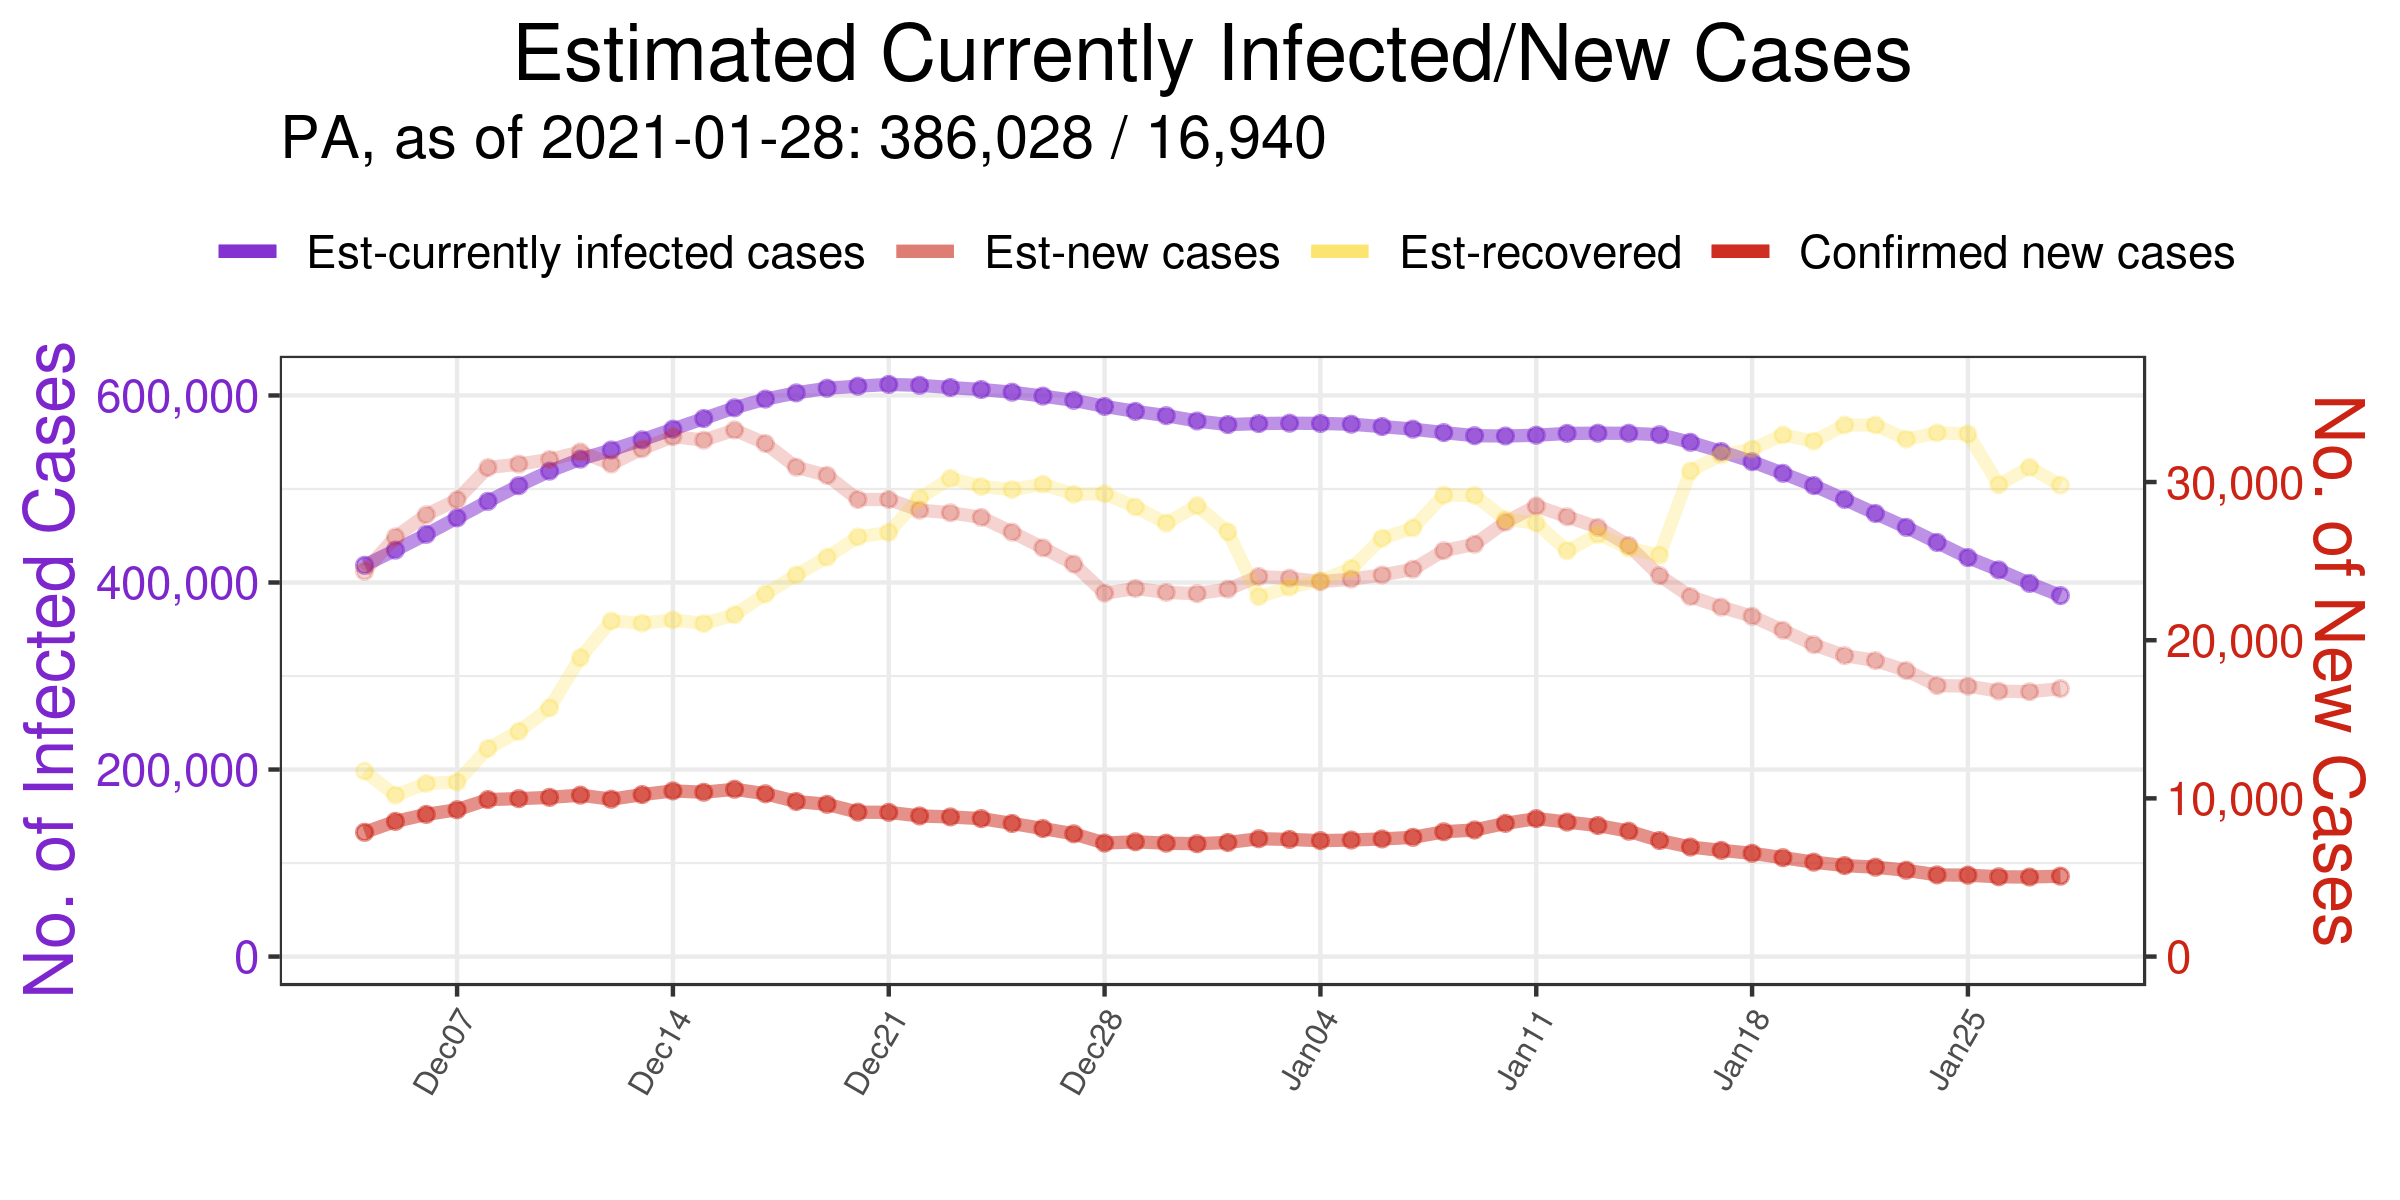 Estimated Currently Infected/New Cases
PA, as of 2021-01-28: 386,028 / 16,940
Est-currently infected cases Est-new cases Est-recovered Confirmed new cases
No. of Infected Cases
600,000
400,000
200,000
0
30,000
20,000
10,000
0
No. of New Cases
Dec07 Dec14 Dec21 Dec28 Jan04 Jan11 Jan18 Jan25